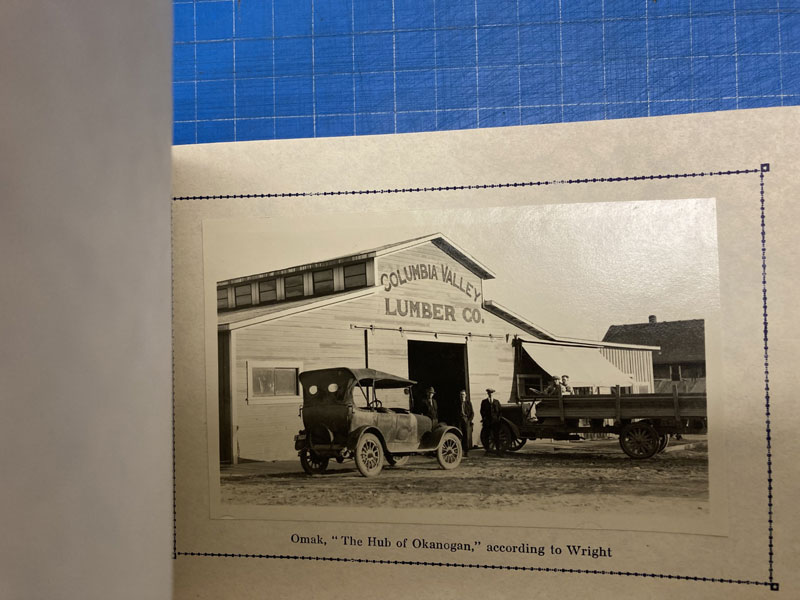 COLUMBIA VALLEY
LUMBER CO.
Omak, "The Hub of Okanogan," according to Wright